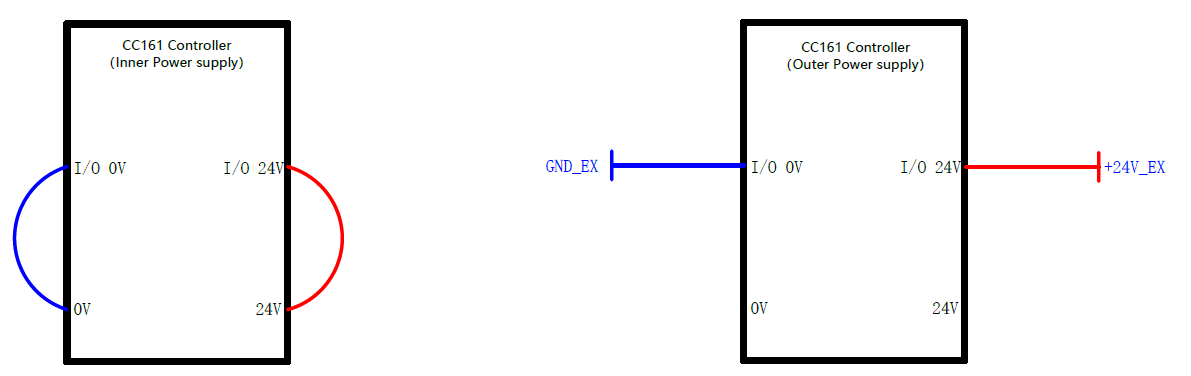 CC161 Controller
(Inner Power supply)
I/O 0V
I/O 24V
0V
24V
CC161 Controller
(Outer Power supply)
GND_EX
I/O 0V
I/O 24V
+24V_EX
0V
24V